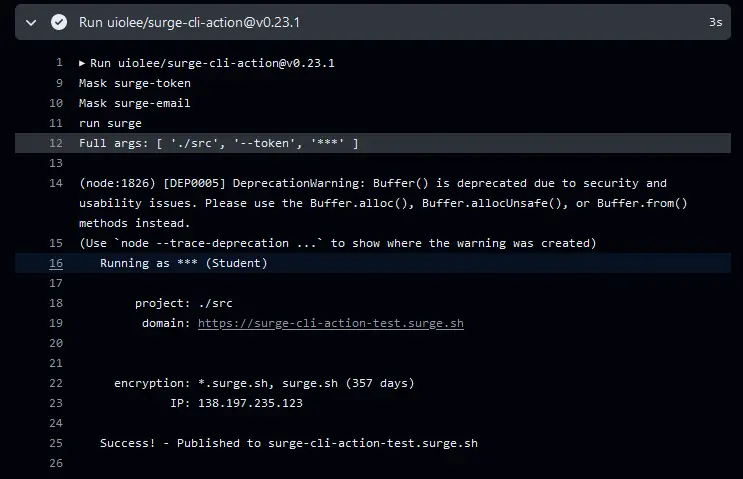 Run uiolee/surge-cli-action@v0.23.1 3s
1 ▸ Run uiolee/surge-cli-action@v0.23.1
9 Mask surge-token
10 Mask surge-email
11 run surge
12 Full args: [ './src', '--token', '***' ]
13
14 (node:1826) [DEP0005] DeprecationWarning: Buffer() is deprecated due to security and
usability issues. Please use the Buffer.alloc(), Buffer.allocUnsafe(), or Buffer.from()
methods instead.
15 (Use `node --trace-deprecation ...` to show where the warning was created)
16 Running as *** (Student)
17
18 project: ./src
19 domain: https://surge-cli-action-test.surge.sh
20
21
22 encryption: *.surge.sh, surge.sh (357 days)
23 IP: 138.197.235.123
24
25 Success! - Published to surge-cli-action-test.surge.sh
26